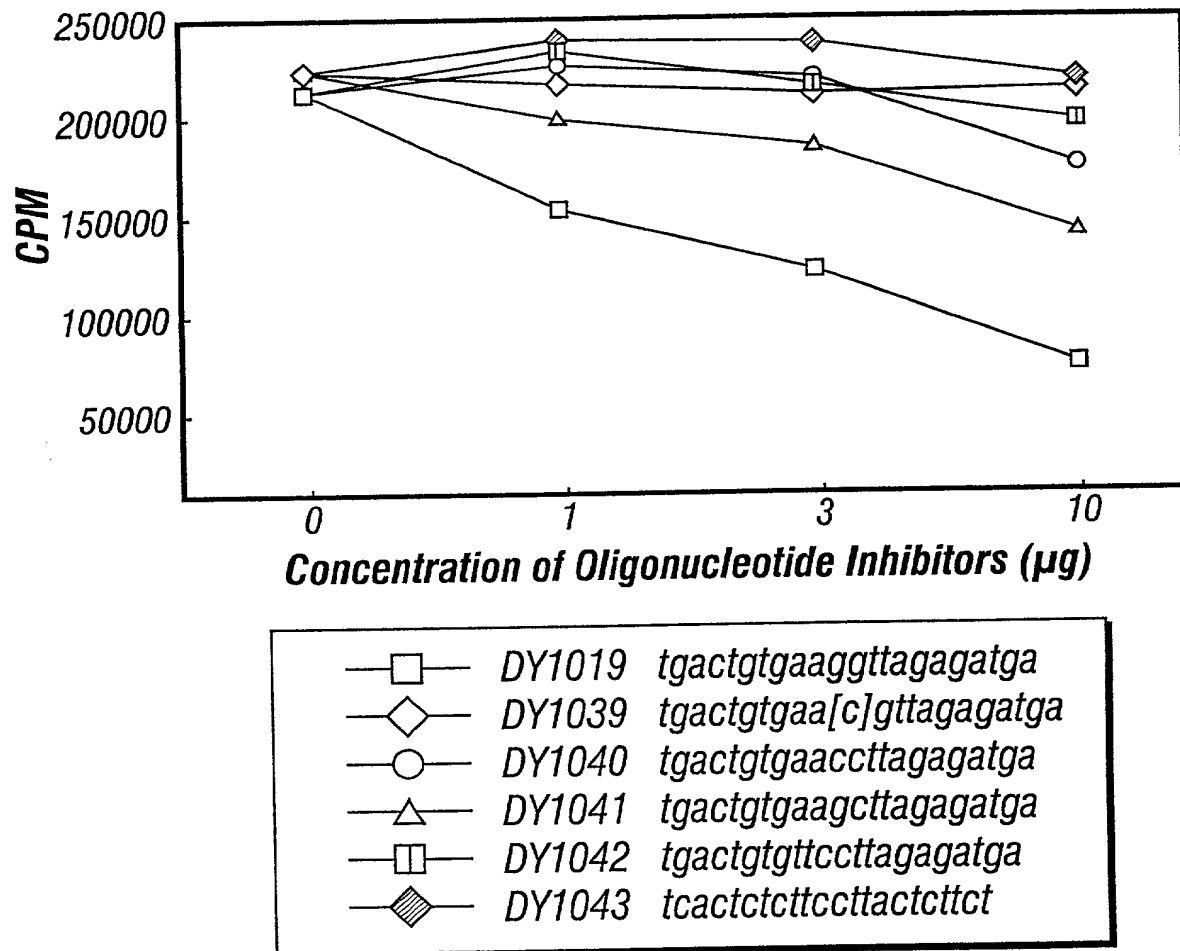 250000
200000
150000
100000
50000
CPM
0 1 3 10
Concentration of Oligonucleotide Inhibitors (µg)
DY1019 tgactgtgaaggttagagatga
DY1039 tgactgtgaa[c]gttagagatga
DY1040 tgactgtgaaccttagagatga
DY1041 tgactgtgaagcttagagatga
DY1042 tgactgtgttccttagagatga
DY1043 tcactctcttccttactcttct